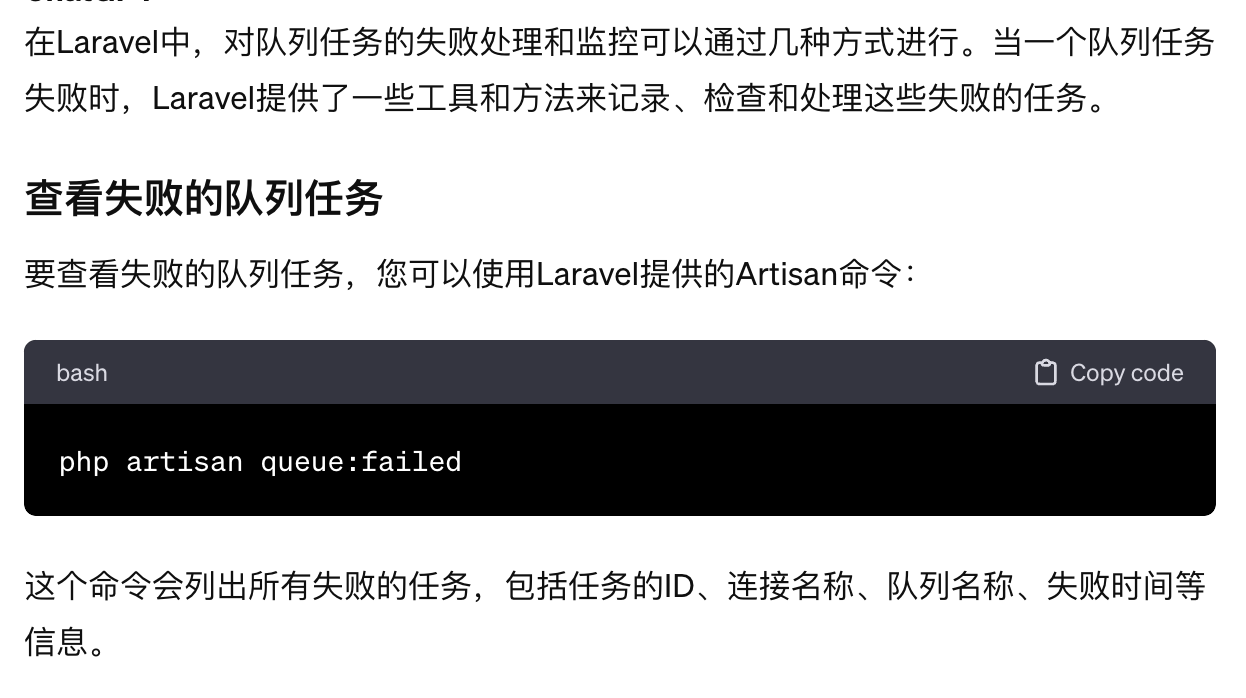 在Laravel中，对队列任务的失败处理和监控可以通过几种方式进行。当一个队列任务
失败时，Laravel提供了一些工具和方法来记录、检查和处理这些失败的任务。
查看失败的队列任务
要查看失败的队列任务，您可以使用Laravel提供的Artisan命令：
bash
Copy code
php artisan queue:failed
这个命令会列出所有失败的任务，包括任务的ID、连接名称、队列名称、失败时间等
信息。